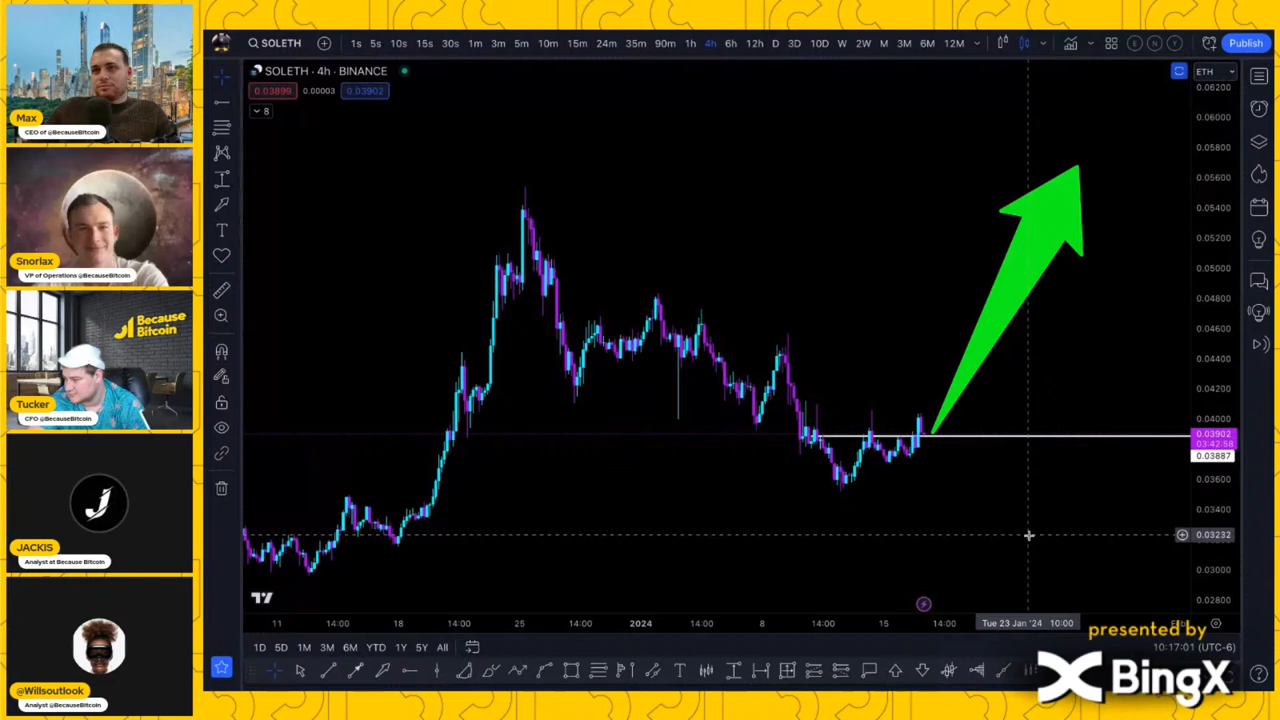 Max
CEO of @BecauseBitcoin
Snorlax
VP of Operations @BecauseBitcoin
Because
Bitcoin
Tucker
CFO @BecauseBitcoin
JACKIS
Analyst at Because Bitcoin
@Willsoutlook
Analyst @BecauseBitcoin
SOLETH 1s 5s 10s 15s 30s 1m 3m 5m 10m 15m 24m 35m 90m 1h 4h 6h 12h D 3D 10D W 2W M 3M 6M 12M E N Y Publish
SOLETH · 4h · BINANCE
ETH
0.03899 0.00003 0.03902
8
0.06200
0.06000
0.05800
0.05600
0.05400
0.05200
0.05000
0.04800
0.04600
0.04400
0.04200
0.04000
0.03902
03:42:58
0.03887
0.03600
0.03400
0.03232
0.03000
0.02800
11 14:00 18 14:00 25 14:00 2024 14:00 8 14:00 15 14:00 Tue 23 Jan '24 10:00
1D 5D 1M 3M 6M YTD 1Y 5Y All
10:17:01 (UTC-6)
presented by
BingX